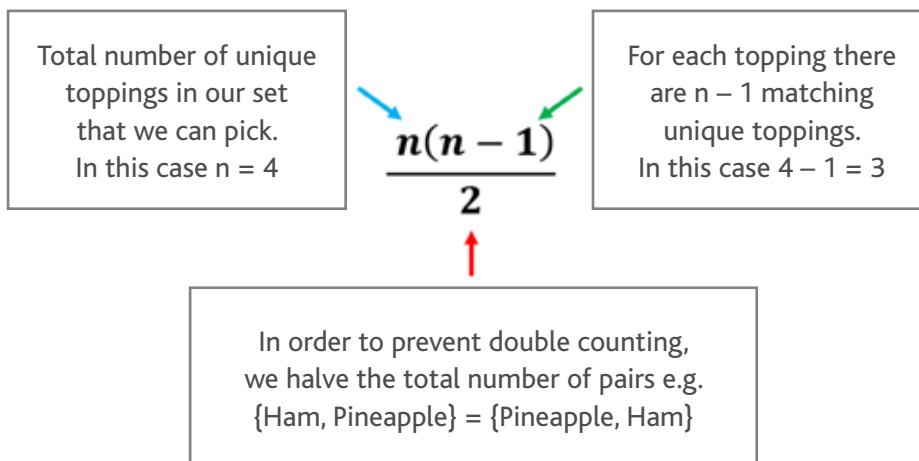 Total number of unique
toppings in our set
that we can pick.
In this case n = 4
For each topping there
are n – 1 matching
unique toppings.
In this case 4 – 1 = 3
n(n − 1)
2
In order to prevent double counting,
we halve the total number of pairs e.g.
{Ham, Pineapple} = {Pineapple, Ham}